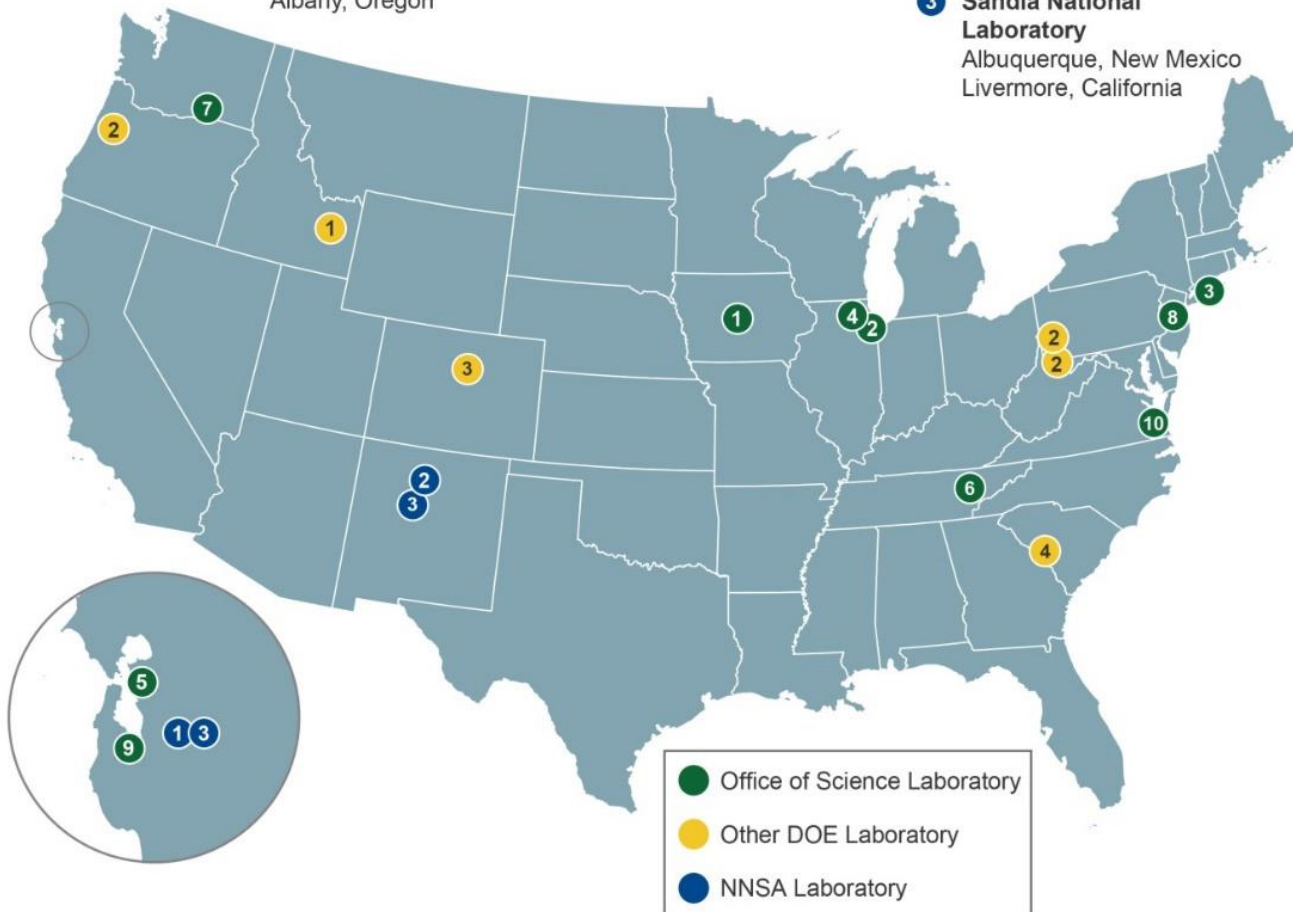 Albany, Oregon
3 Sandia National
Laboratory
Albuquerque, New Mexico
Livermore, California
7
2
1
1
4
2
3
8
2
2
3
10
2
3
6
4
5
1 3
9
Office of Science Laboratory
Other DOE Laboratory
NNSA Laboratory